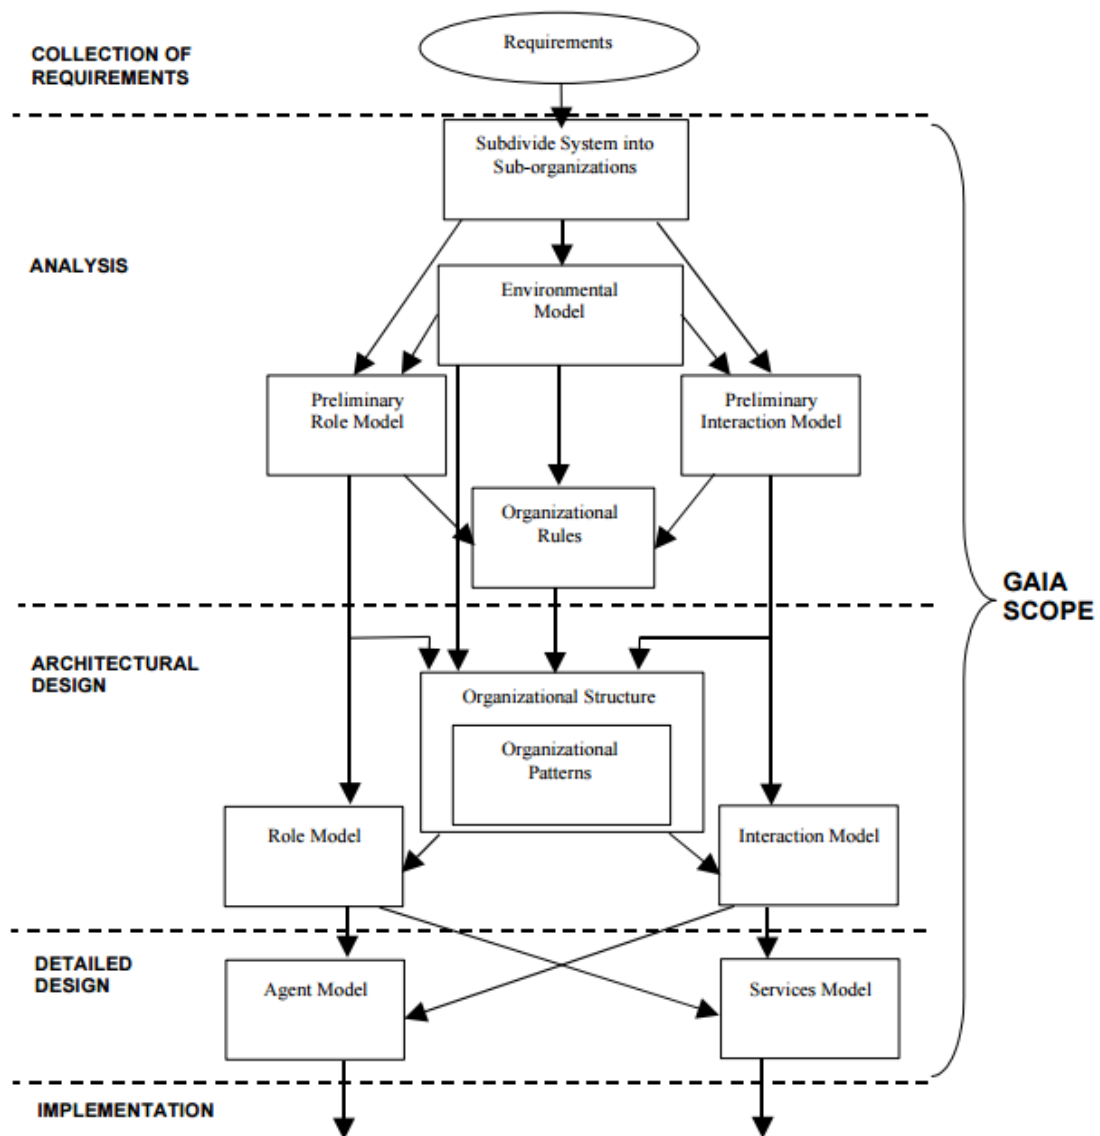 Requirements
COLLECTION OF
REQUIREMENTS
Subdivide System into
Sub-organizations
ANALYSIS
Environmental
Model
Preliminary
Role Model
Preliminary
Interaction Model
Organizational
Rules
GAIA
SCOPE
ARCHITECTURAL
DESIGN
Organizational Structure
Organizational
Patterns
Role Model
Interaction Model
DETAILED
DESIGN
Agent Model
Services Model
IMPLEMENTATION